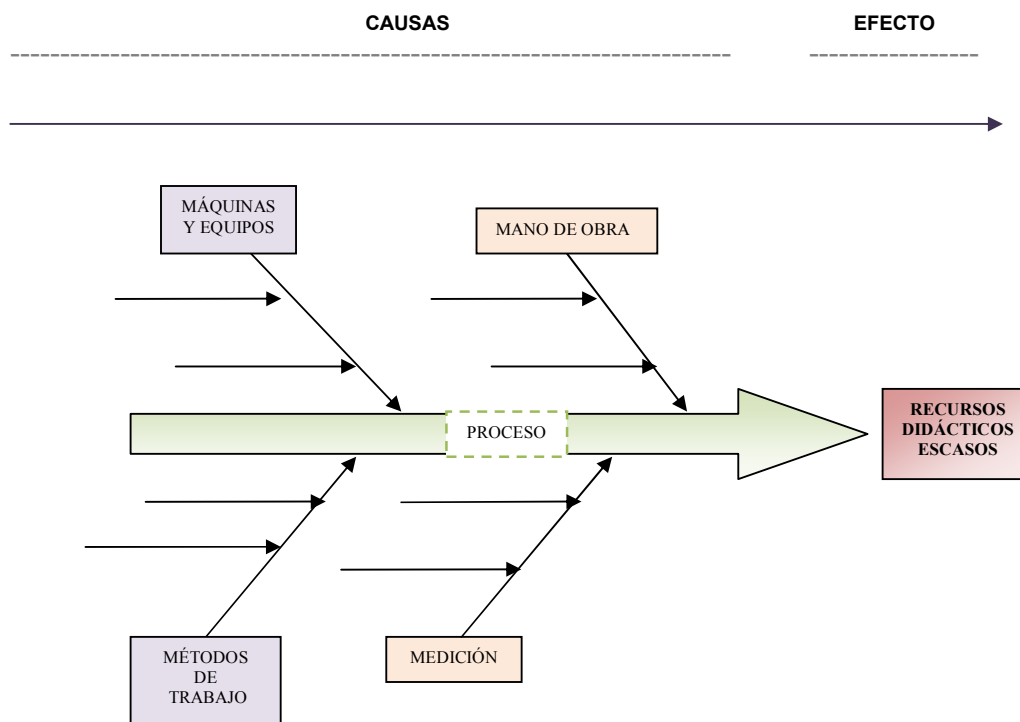 CAUSAS
EFECTO
MÁQUINAS
Y EQUIPOS
MANO DE OBRA
PROCESO
RECURSOS
DIDÁCTICOS
ESCASOS
MÉTODOS
DE
TRABAJO
MEDICIÓN